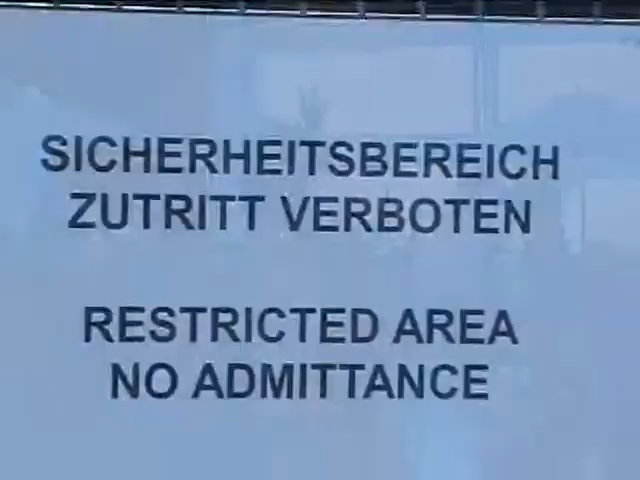 SICHERHEITSBEREICH
ZUTRITT VERBOTEN
RESTRICTED AREA
NO ADMITTANCE